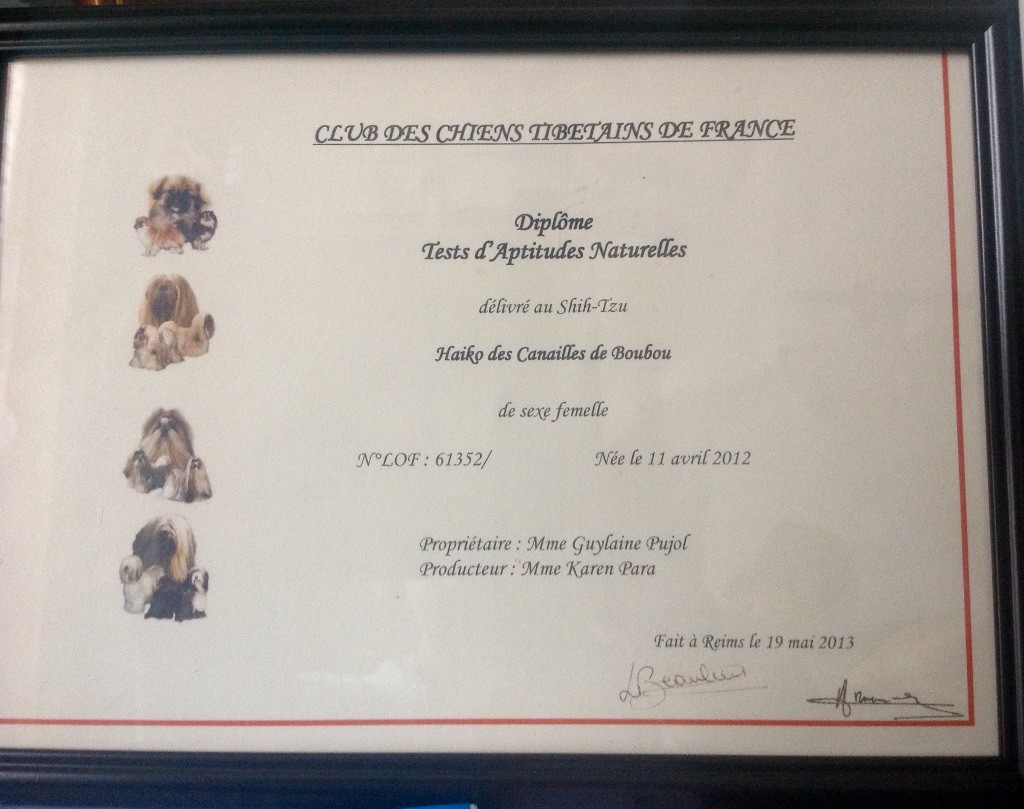 CLUB DES CHIENS TIBETAINS DE FRANCE
Diplôme
Tests d'Aptitudes Naturelles
délivré au Shih-Tzu
Haiko des Canailles de Boubou
de sexe femelle
N°LOF : 61352/ Née le 11 avril 2012
Propriétaire : Mme Guylaine Pujol
Producteur : Mme Karen Para
Fait à Reims le 19 mai 2013